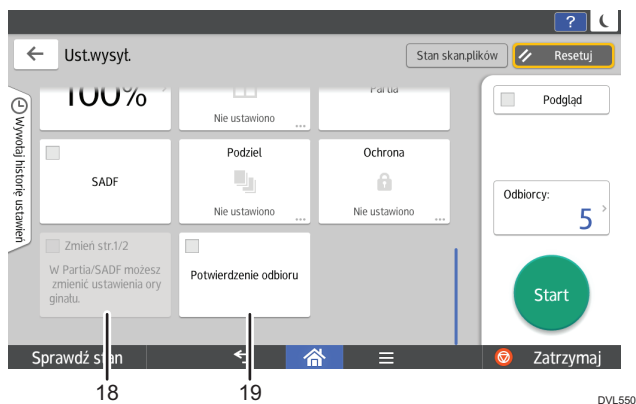 ?
Ust.wysył.
Stan skan.plików
Resetuj
Wywołaj historię ustawień
100%
Nie ustawiono
Partia
Podgląd
SADF
Podziel
Nie ustawiono
Ochrona
Nie ustawiono
Odbiorcy:
5
Zmień str.1/2
W Partia/SADF możesz
zmienić ustawienia ory
ginału.
Potwierdzenie odbioru
Start
Sprawdź stan
Zatrzymaj
18
19
DVL550